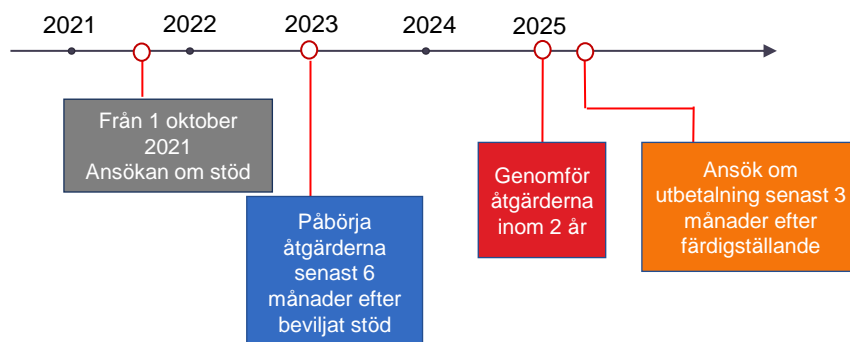 2021
2022
2023
2024
2025
Från 1 oktober
2021
Ansökan om stöd
Påbörja
åtgärderna
senast 6
månader efter
beviljat stöd
Genomför
åtgärderna
inom 2 år
Ansök om
utbetalning senast 3
månader efter
färdigställande